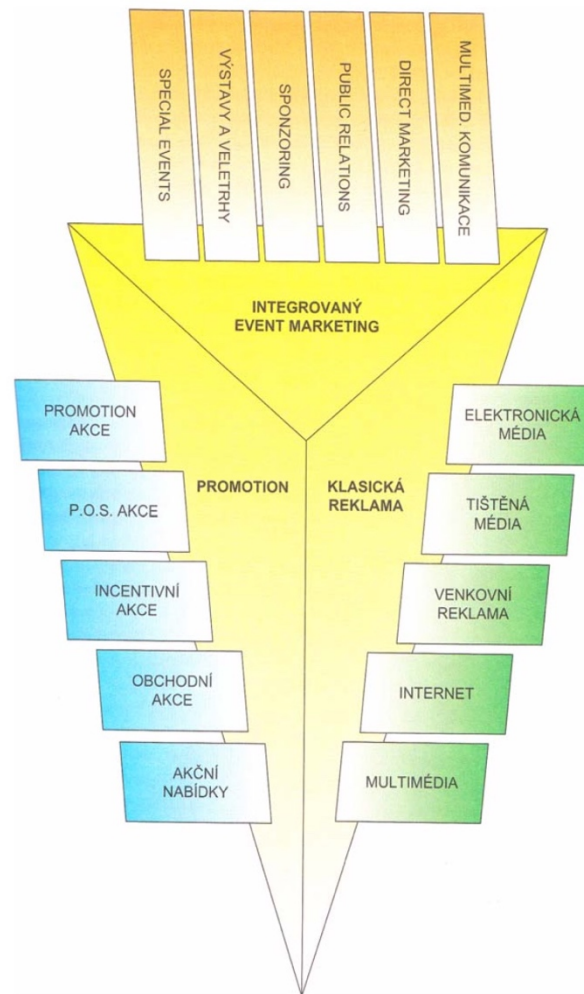 SPECIAL EVENTS
VÝSTAVY A VELETRHY
SPONZORING
PUBLIC RELATIONS
DIRECT MARKETING
MULTIMED. KOMUNIKACE
INTEGROVANÝ
EVENT MARKETING
PROMOTION
AKCE
P.O.S. AKCE
INCENTIVNÍ
AKCE
OBCHODNÍ
AKCE
AKČNÍ
NABÍDKY
PROMOTION
KLASICKÁ
REKLAMA
ELEKTRONICKÁ
MÉDIA
TIŠTĚNÁ
MÉDIA
VENKOVNÍ
REKLAMA
INTERNET
MULTIMÉDIA